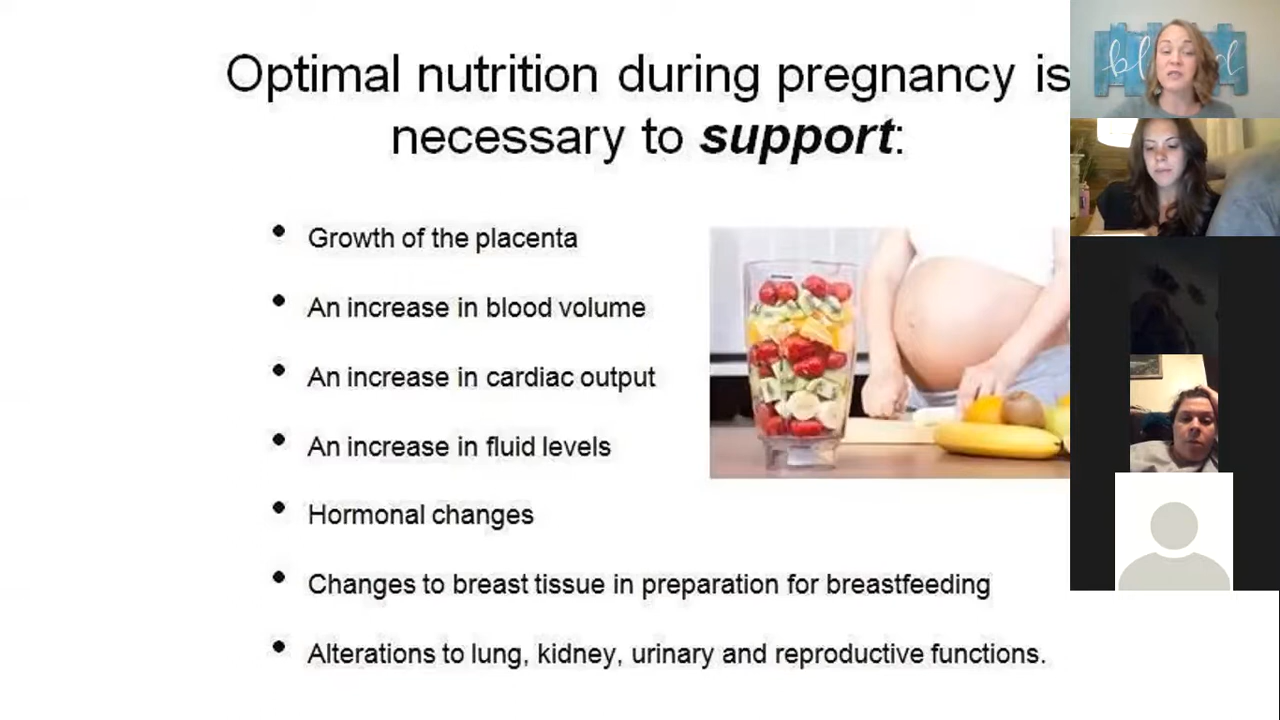 Optimal nutrition during pregnancy is
necessary to support:
• Growth of the placenta
• An increase in blood volume
• An increase in cardiac output
• An increase in fluid levels
• Hormonal changes
• Changes to breast tissue in preparation for breastfeeding
• Alterations to lung, kidney, urinary and reproductive functions.